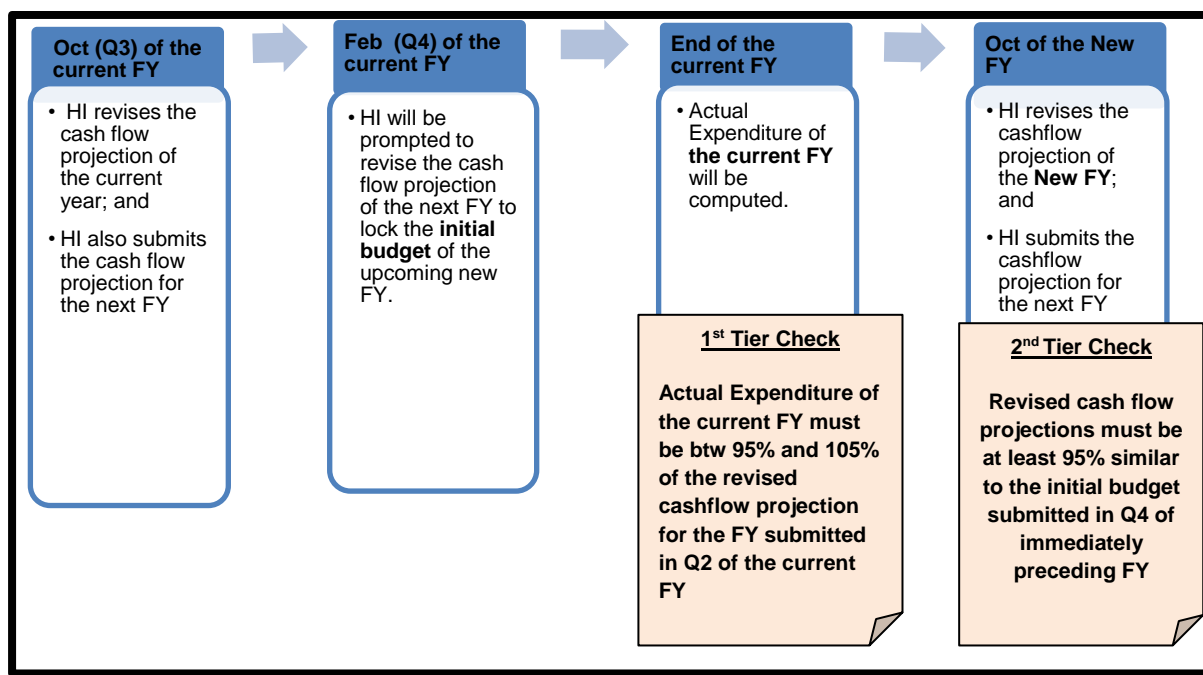 Oct (Q3) of the
current FY
• HI revises the
cash flow
projection of
the current
year; and
• HI also submits
the cash flow
projection for
the next FY
Feb (Q4) of the
current FY
• HI will be
prompted to
revise the cash
flow projection
of the next FY to
lock the initial
budget of the
upcoming new
FY.
End of the
current FY
• Actual
Expenditure of
the current FY
will be
computed.
1st Tier Check
Actual Expenditure of
the current FY must
be btw 95% and 105%
of the revised
cashflow projection
for the FY submitted
in Q2 of the current
FY
Oct of the New
FY
• HI revises the
cashflow
projection of
the New FY;
and
• HI submits the
cashflow
projection for
the next FY
2nd Tier Check
Revised cash flow
projections must be
at least 95% similar
to the initial budget
submitted in Q4 of
immediately
preceding FY